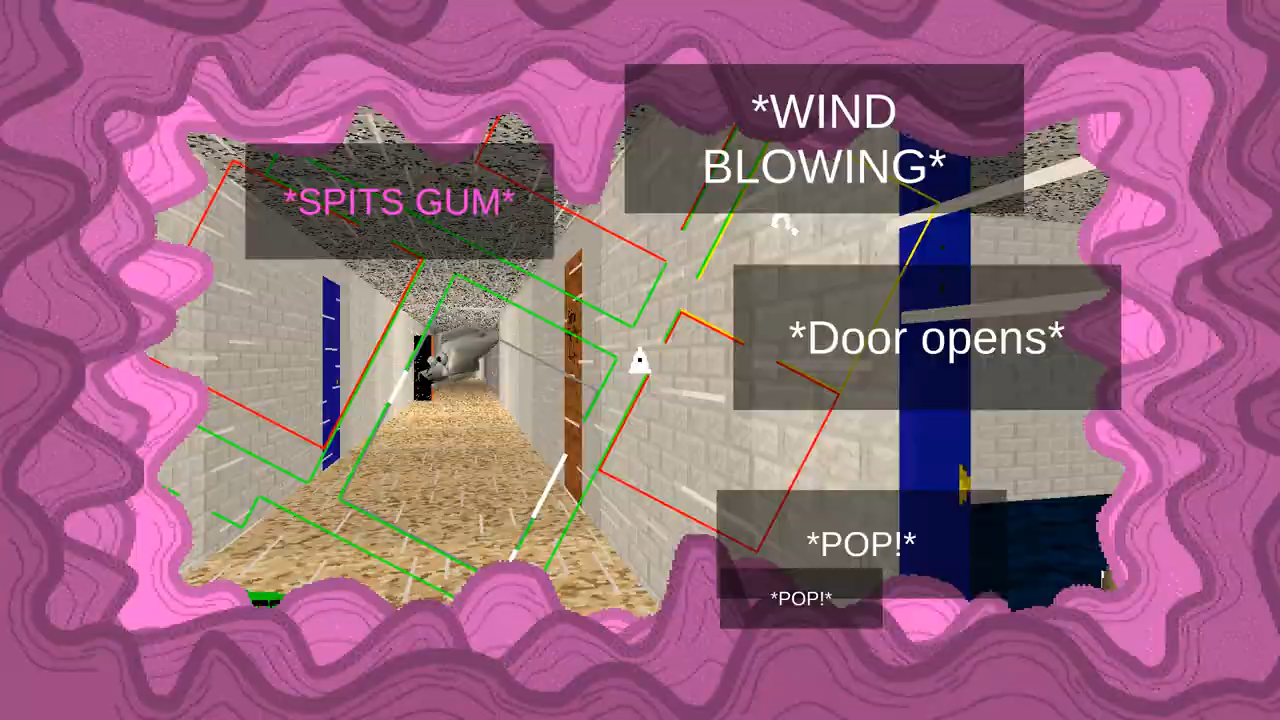 *WIND
BLOWING*
*SPITS GUM*
*Door opens*
*POP!*
*POP!*